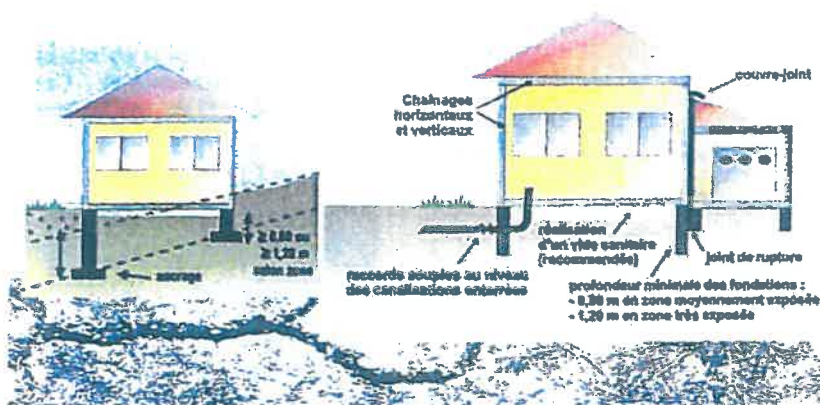 ≥ 0,80 ou
≥ 1,20 m
selon zone
ancrage
Chaînages
horizontaux
et verticaux
couvre-joint
réalisation
d'un vide sanitaire
(recommandée)
joint de rupture
raccords souples au niveau
des canalisations enterrées
profondeur minimale des fondations :
- 0,80 m en zone moyennement exposée
- 1,20 m en zone très exposée